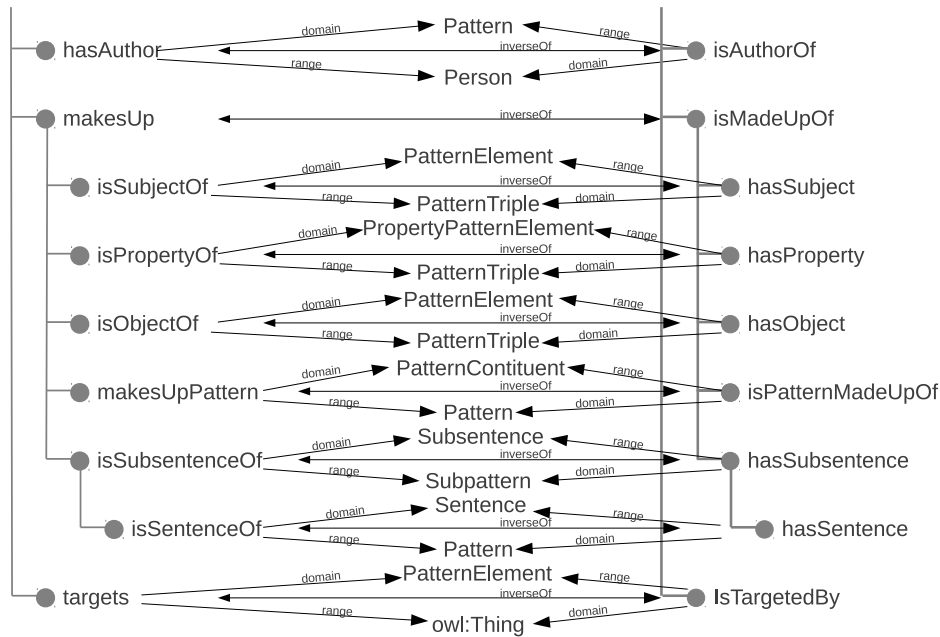 domain Pattern range
hasAuthor inverseOf isAuthorOf
range Person domain
makesUp inverseOf isMadeUpOf
domain PatternElement range
isSubjectOf inverseOf hasSubject
range PatternTriple domain
domain PropertyPatternElement range
isPropertyOf inverseOf hasProperty
range PatternTriple domain
domain PatternElement range
isObjectOf inverseOf hasObject
range PatternTriple domain
domain PatternContituent range
makesUpPattern inverseOf isPatternMadeUpOf
range Pattern domain
domain Subsentence range
isSubsentenceOf inverseOf hasSubsentence
range Subpattern domain
domain Sentence range
isSentenceOf inverseOf hasSentence
range Pattern domain
domain PatternElement range
targets inverseOf IsTargetedBy
range owl:Thing domain